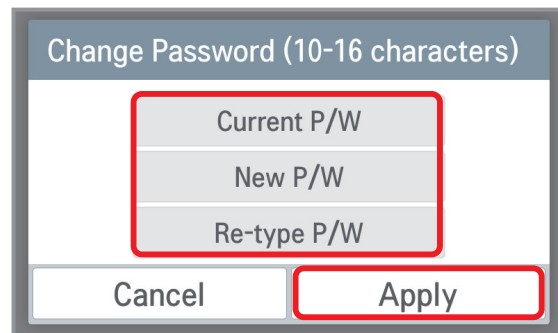 Change Password (10-16 characters)
Current P/W
New P/W
Re-type P/W
Cancel Apply